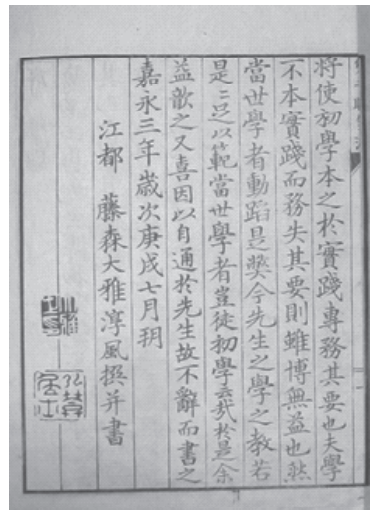 將使初學本之於實踐專務其要也夫學
不本實踐而務失其要則雖博無益也然
當世學者動蹈是弊今先生之學之教若
是〻足以範當世學者豈徒初學云哉於是余
益歆之又喜因以自通於先生故不辭而書之
嘉永三年歲次庚戌七月玥
江都 藤森大雅淳風撰并書